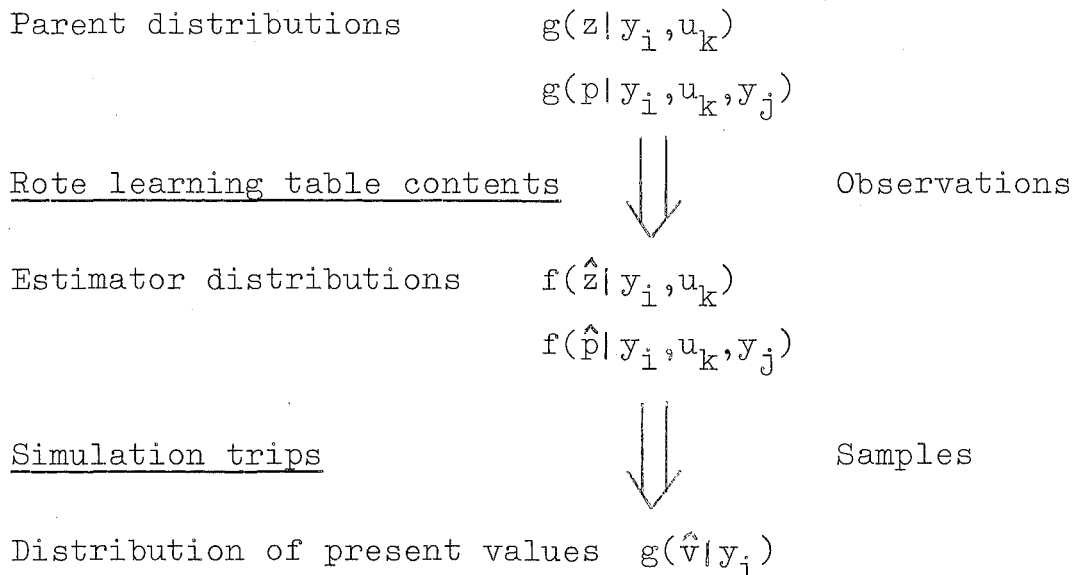 Parent distributions g(z|y_i,u_k)
g(p|y_i,u_k,y_j)
Rote learning table contents Observations
Estimator distributions f(ẑ|y_i,u_k)
f(p̂|y_i,u_k,y_j)
Simulation trips Samples
Distribution of present values g(v̂|y_i)